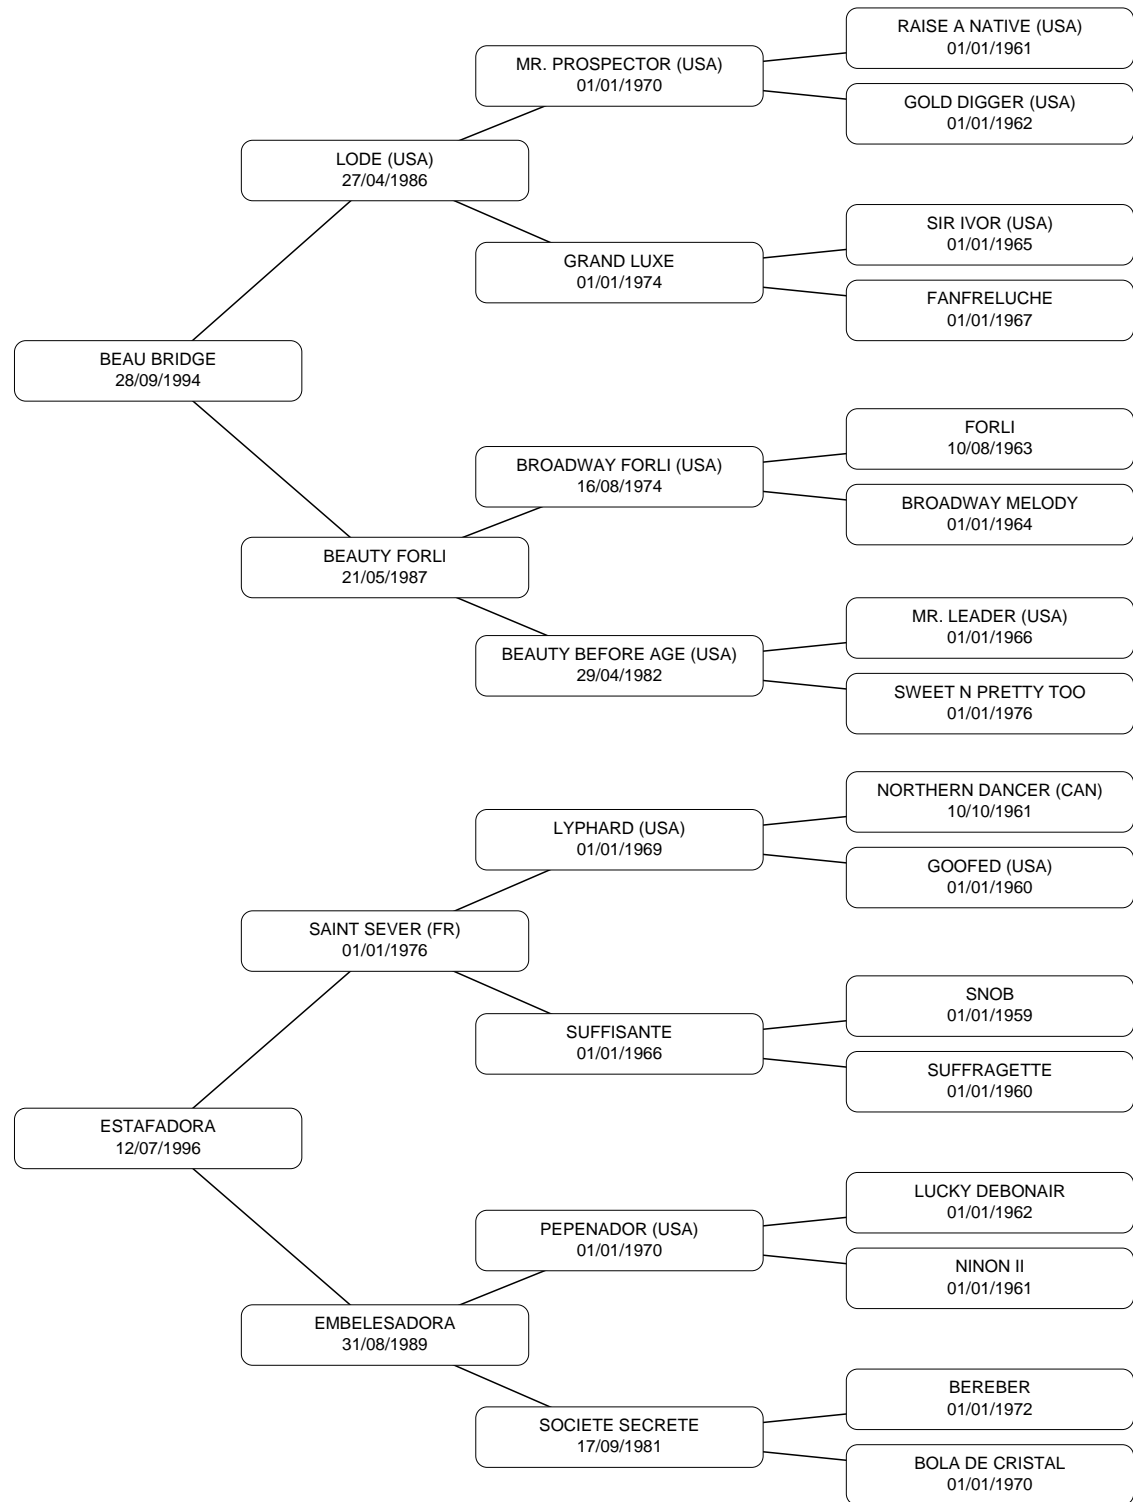 RAISE A NATIVE (USA)
01/01/1961
MR. PROSPECTOR (USA)
01/01/1970
GOLD DIGGER (USA)
01/01/1962
LODE (USA)
27/04/1986
SIR IVOR (USA)
01/01/1965
GRAND LUXE
01/01/1974
FANFRELUCHE
01/01/1967
BEAU BRIDGE
28/09/1994
FORLI
10/08/1963
BROADWAY FORLI (USA)
16/08/1974
BROADWAY MELODY
01/01/1964
BEAUTY FORLI
21/05/1987
MR. LEADER (USA)
01/01/1966
BEAUTY BEFORE AGE (USA)
29/04/1982
SWEET N PRETTY TOO
01/01/1976
NORTHERN DANCER (CAN)
10/10/1961
LYPHARD (USA)
01/01/1969
GOOFED (USA)
01/01/1960
SAINT SEVER (FR)
01/01/1976
SNOB
01/01/1959
SUFFISANTE
01/01/1966
SUFFRAGETTE
01/01/1960
ESTAFADORA
12/07/1996
LUCKY DEBONAIR
01/01/1962
PEPENADOR (USA)
01/01/1970
NINON II
01/01/1961
EMBELESADORA
31/08/1989
BEREBER
01/01/1972
SOCIETE SECRETE
17/09/1981
BOLA DE CRISTAL
01/01/1970